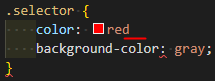 .selector {
color: red
background-color: gray;
}